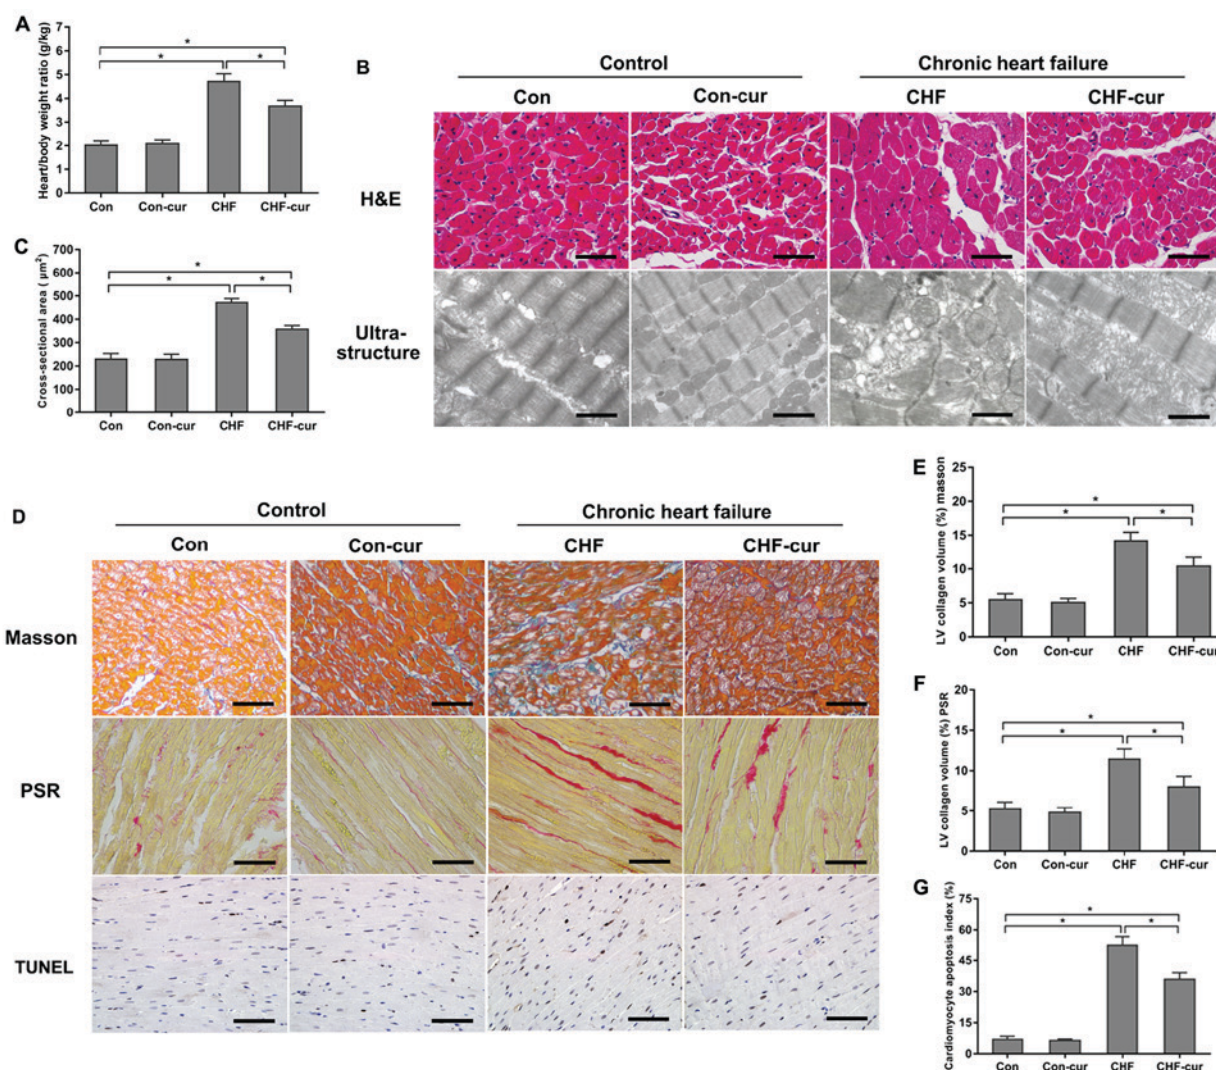 A
Heart/body weight ratio (g/kg)
7
6
5
4
3
2
1
0
*
*
*
Con Con-cur CHF CHF-cur
B
Control Chronic heart failure
Con Con-cur CHF CHF-cur
H&E
Ultra-
structure
C
Cross-sectional area ( µm²)
700
600
500
400
300
200
100
0
*
*
*
Con Con-cur CHF CHF-cur
D
Control Chronic heart failure
Con Con-cur CHF CHF-cur
Masson
PSR
TUNEL
E
LV collagen volume (%) masson
25
20
15
10
5
0
*
*
*
Con Con-cur CHF CHF-cur
F
LV collagen volume (%) PSR
20
15
10
5
0
*
*
*
Con Con-cur CHF CHF-cur
G
Cardiomyocyte apoptosis index (%)
75
60
45
30
15
0
*
*
*
Con Con-cur CHF CHF-cur